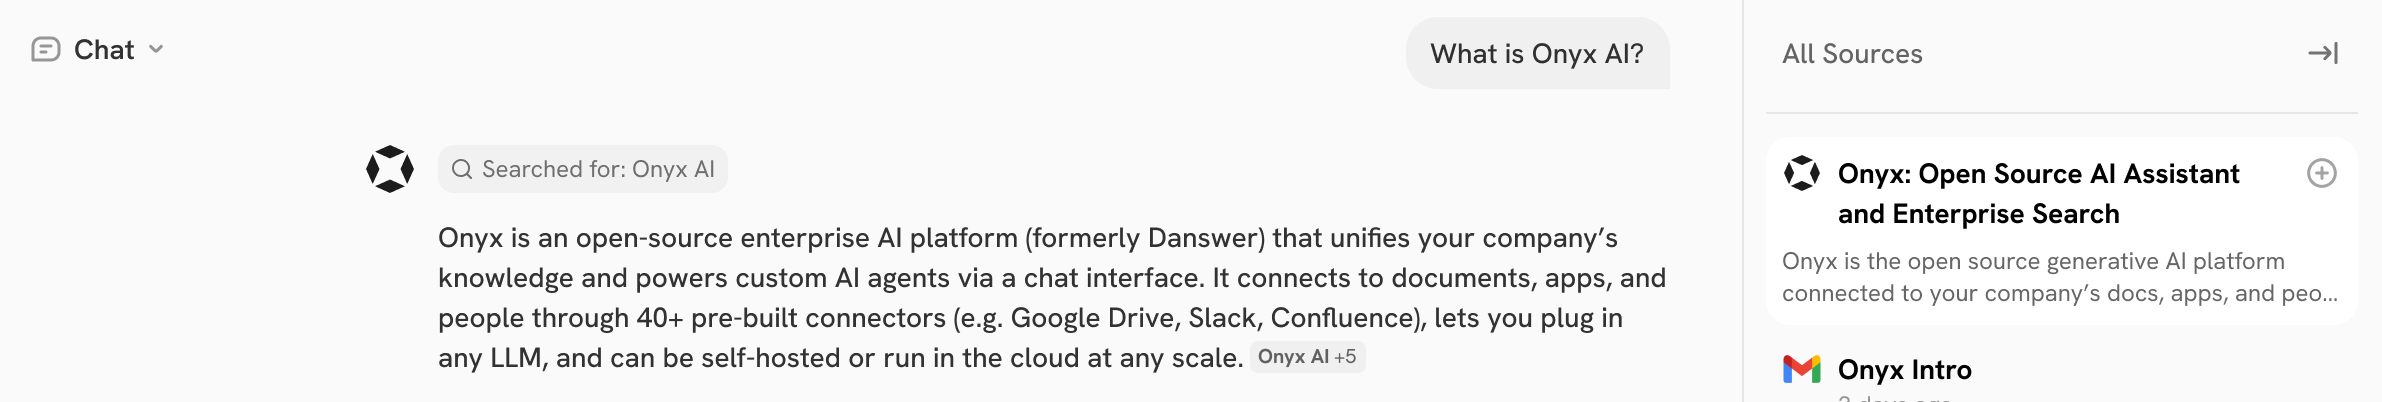 Chat
What is Onyx AI?
Searched for: Onyx AI
Onyx is an open-source enterprise AI platform (formerly Danswer) that unifies your company’s
knowledge and powers custom AI agents via a chat interface. It connects to documents, apps, and
people through 40+ pre-built connectors (e.g. Google Drive, Slack, Confluence), lets you plug in
any LLM, and can be self-hosted or run in the cloud at any scale. Onyx AI +5
All Sources
Onyx: Open Source AI Assistant
and Enterprise Search
Onyx is the open source generative AI platform
connected to your company’s docs, apps, and peo...
Onyx Intro